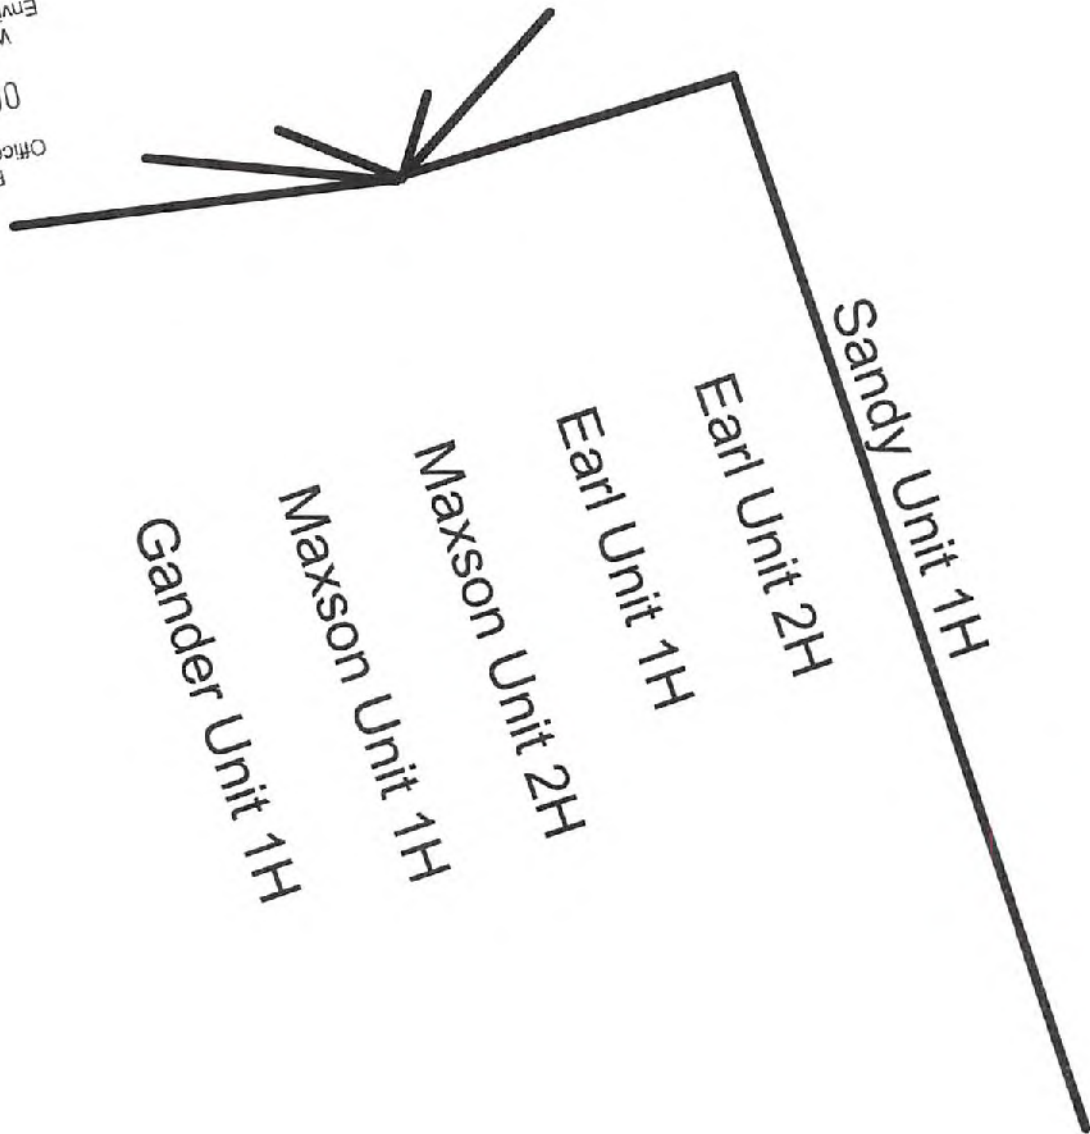 Sandy Unit 1H
Earl Unit 2H
Earl Unit 1H
Maxson Unit 2H
Maxson Unit 1H
Gander Unit 1H